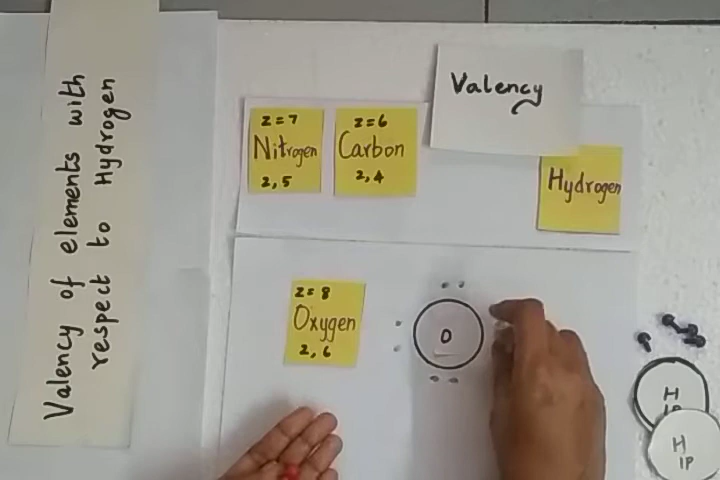 Valency of elements with
respect to Hydrogen
Valency
z=7
Nitrogen
2,5
z=6
Carbon
2,4
Hydrogen
z=8
Oxygen
2,6
O
H
H
1P